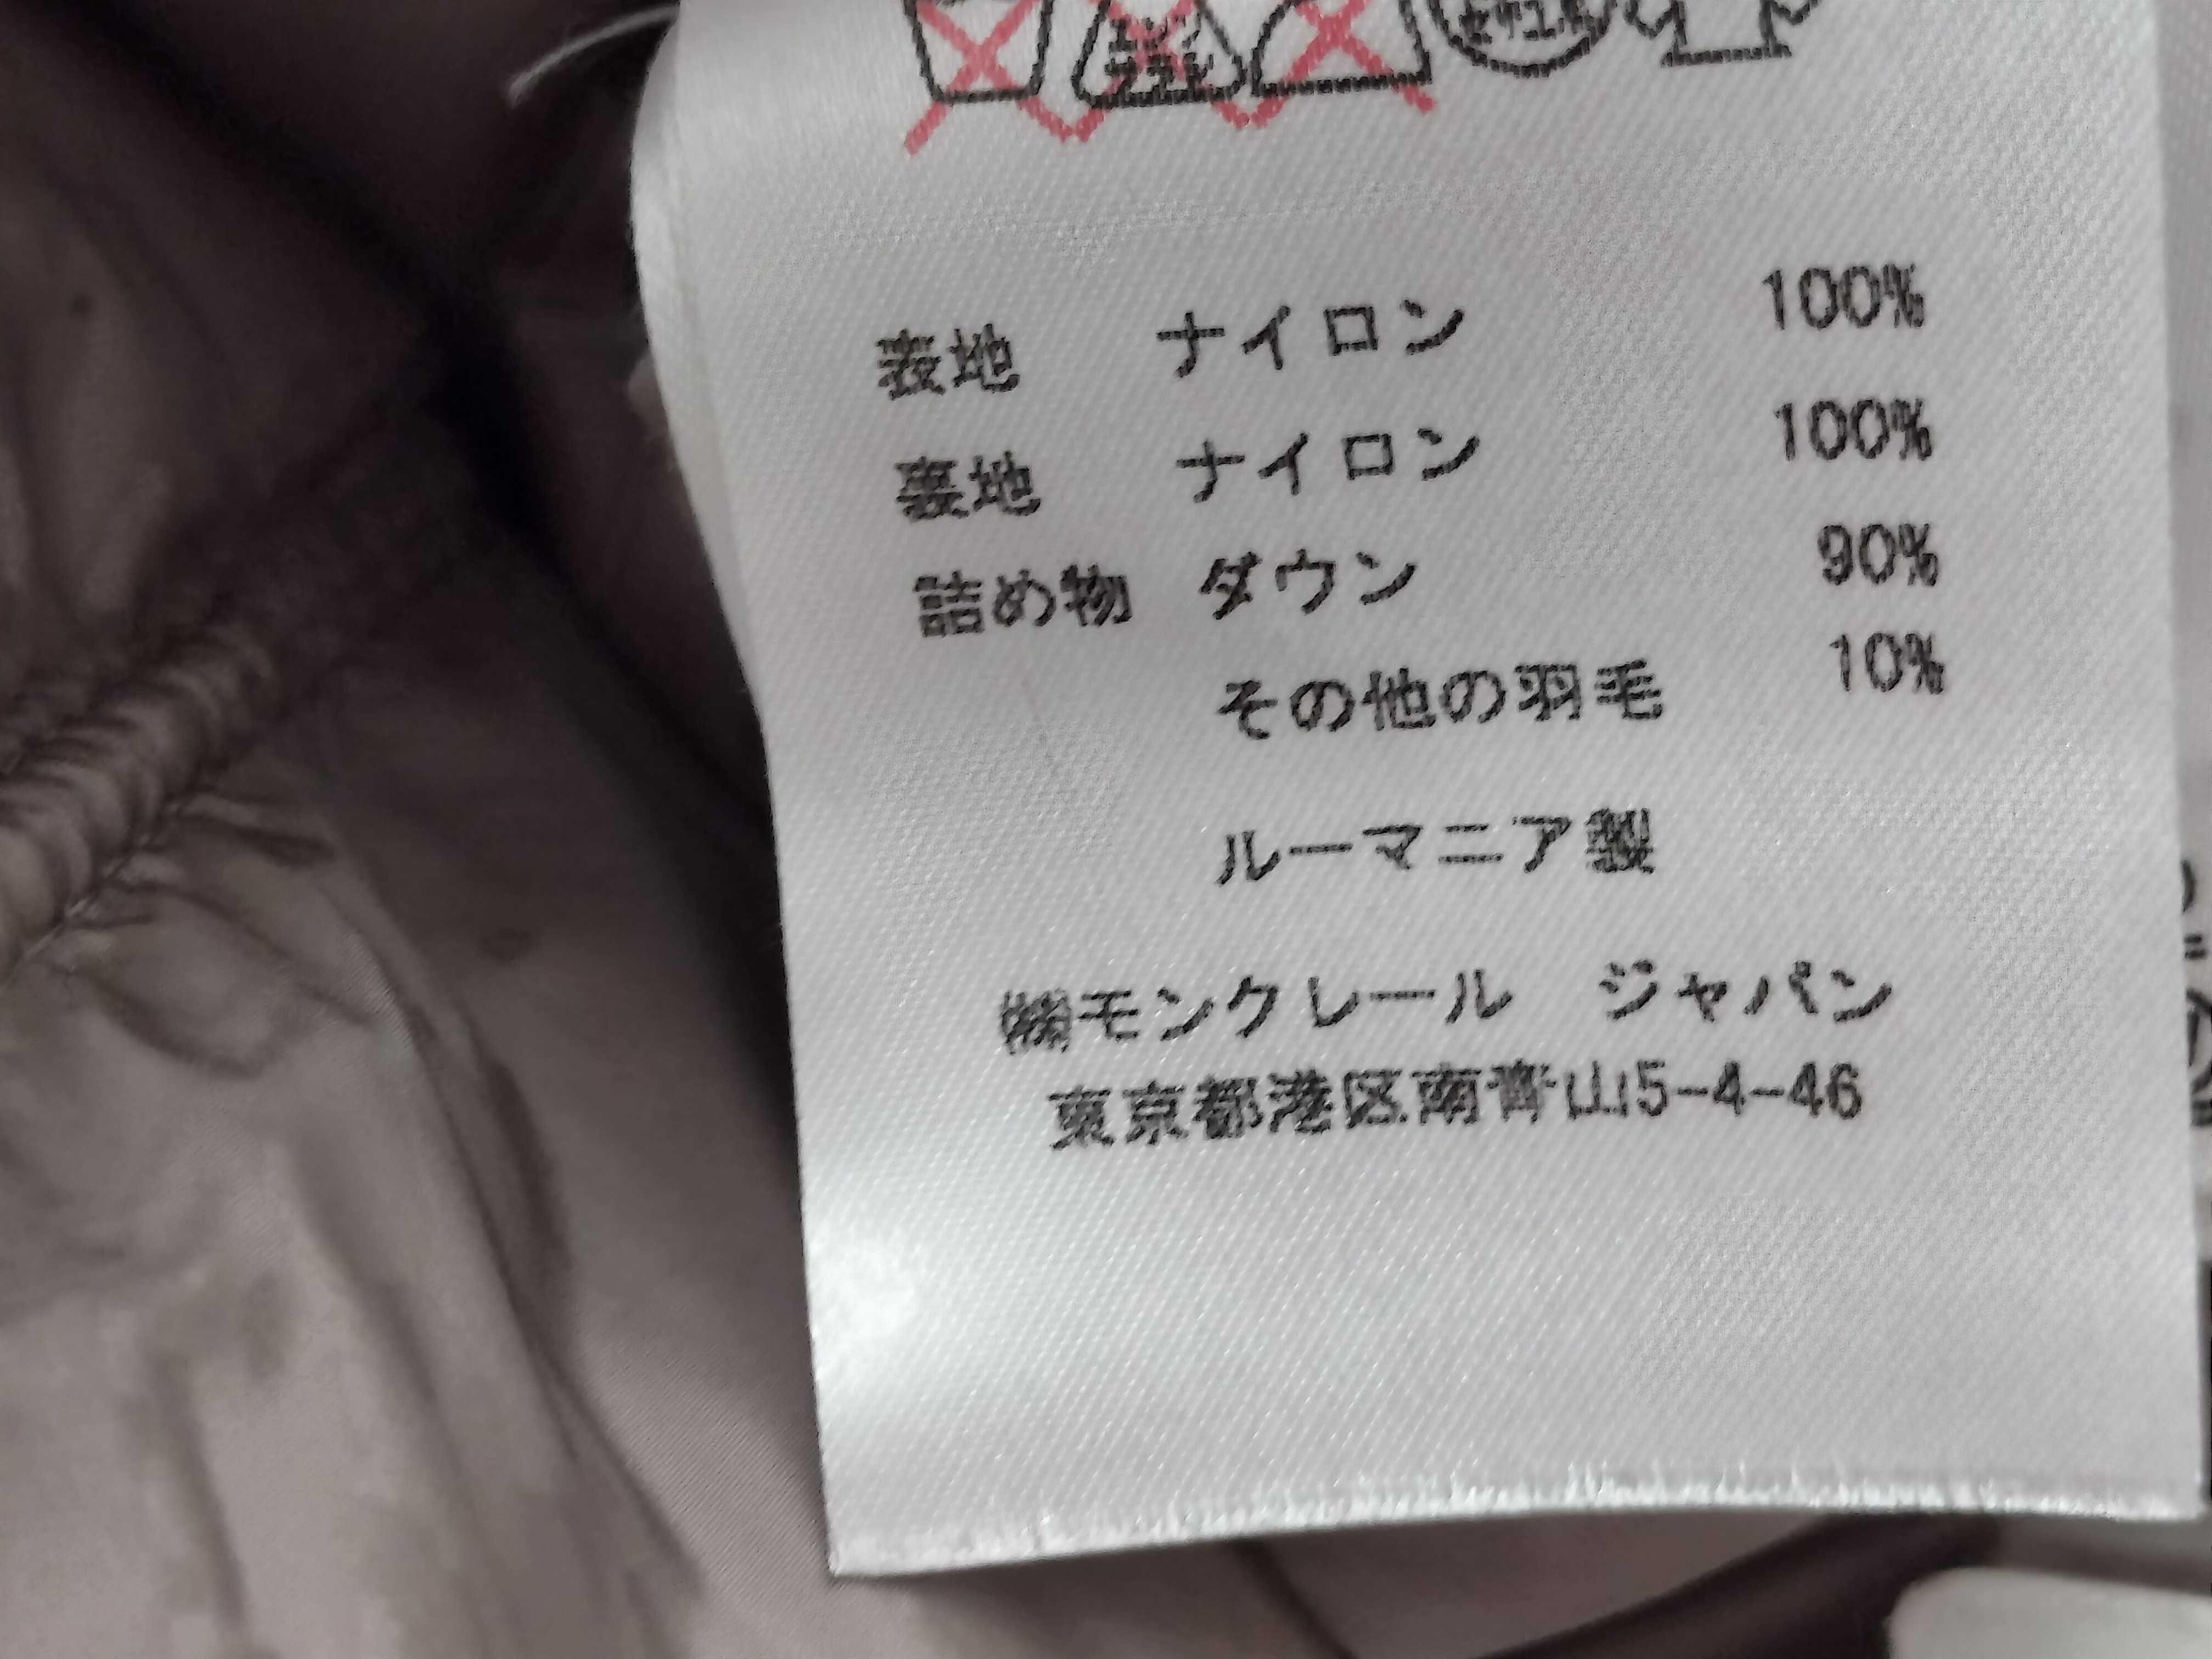 表地 ナイロン 100%
裏地 ナイロン 100%
詰め物 ダウン 90%
その他の羽毛 10%
ルーマニア製
㈱モンクレール ジャパン
東京都港区南青山5-4-46